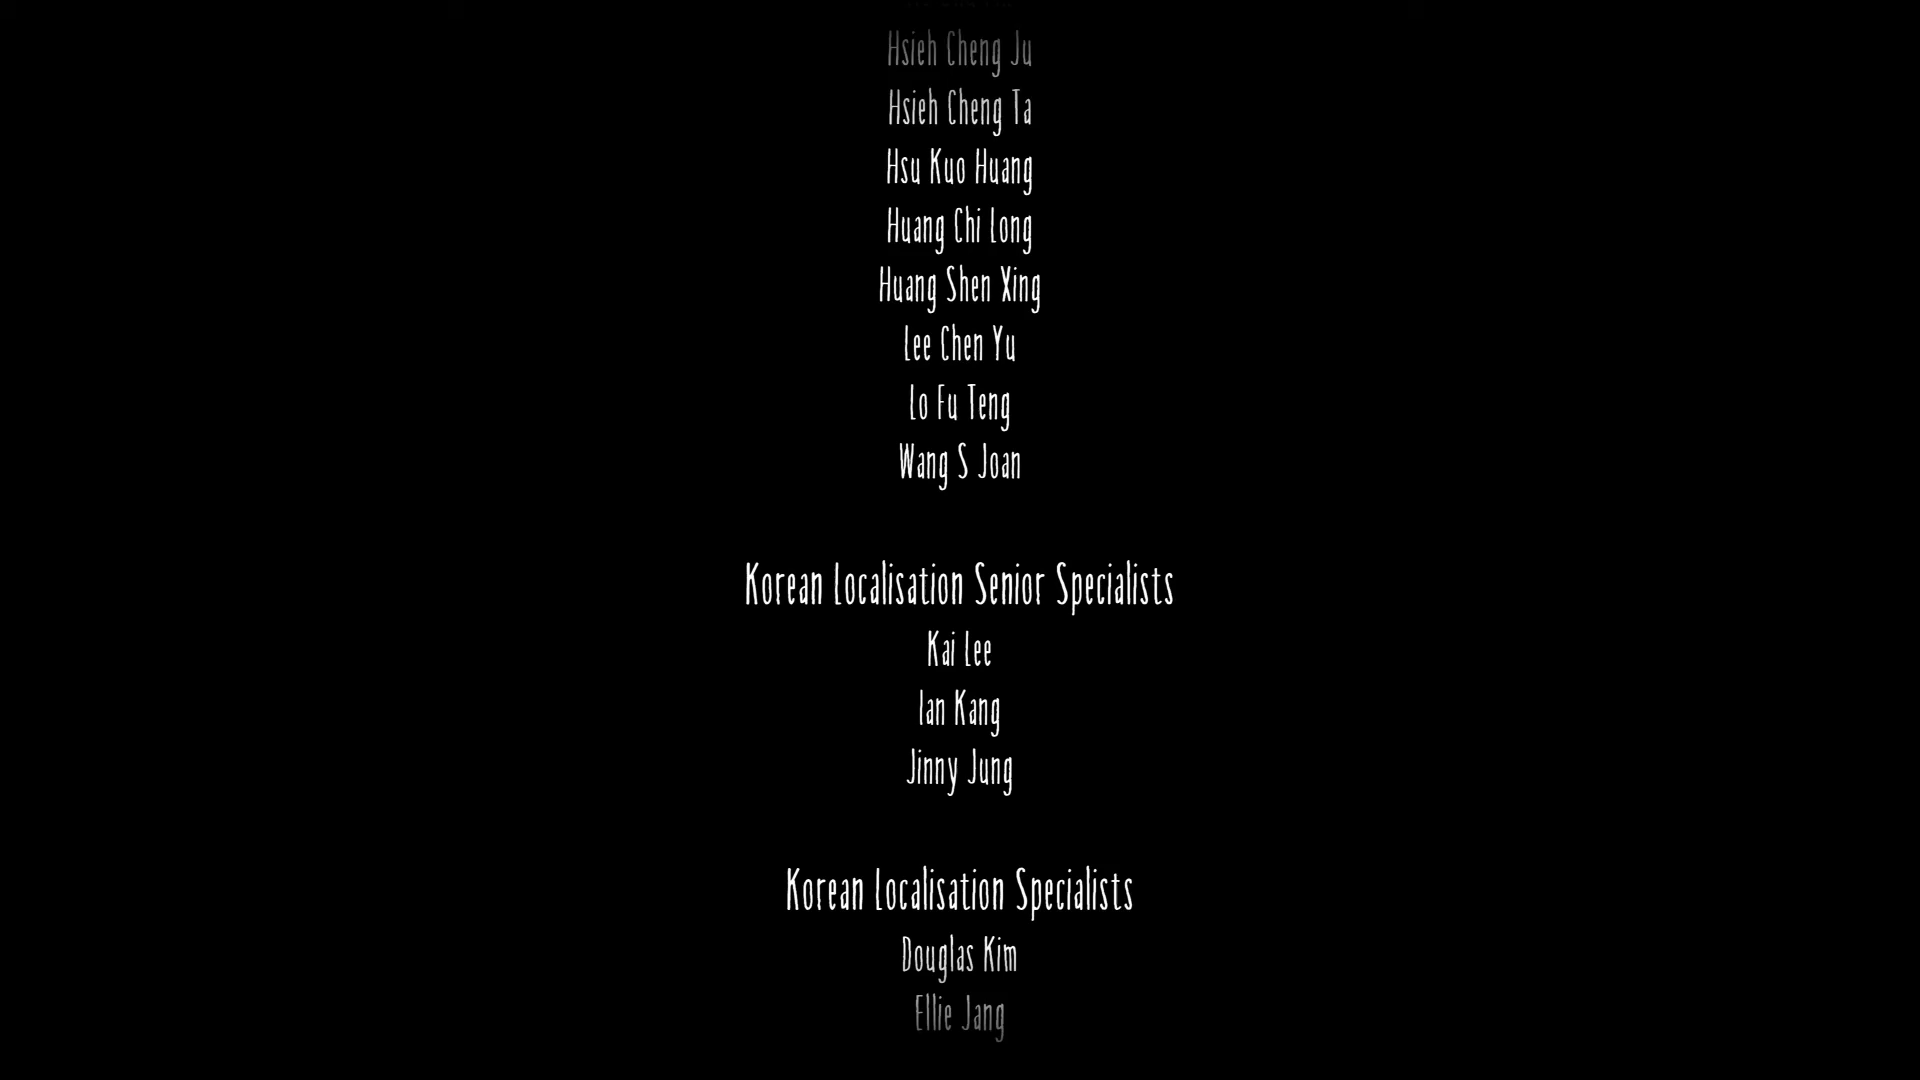 Hsieh Cheng Ju
Hsieh Cheng Ta
Hsu Kuo Huang
Huang Chi Long
Huang Shen Xing
Lee Chen Yu
Lo Fu Teng
Wang S Joan
Korean Localisation Senior Specialists
Kai Lee
Ian Kang
Jinny Jung
Korean Localisation Specialists
Douglas Kim
Ellie Jang